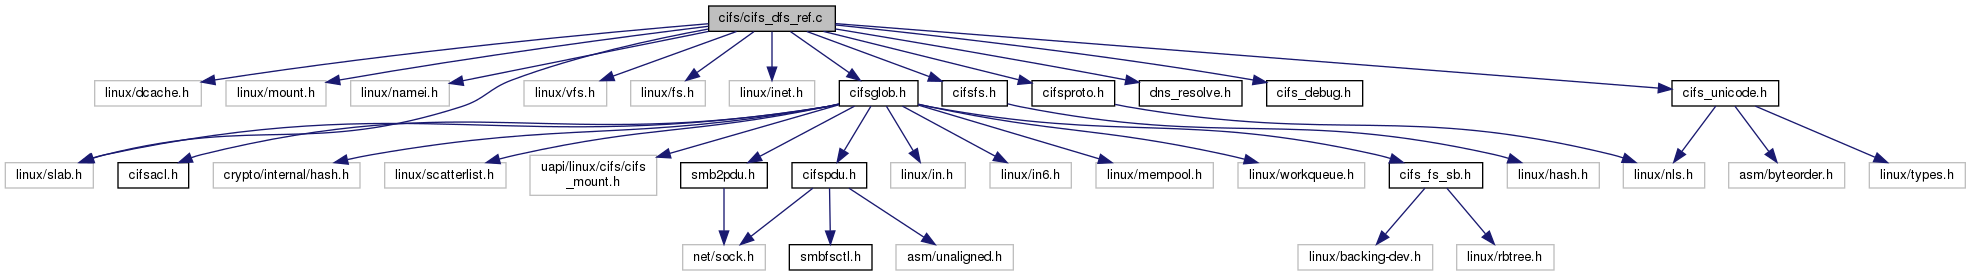 cifs/cifs_dfs_ref.c
linux/dcache.h
linux/mount.h
linux/namei.h
linux/vfs.h
linux/fs.h
linux/inet.h
cifsglob.h
cifsfs.h
cifsproto.h
dns_resolve.h
cifs_debug.h
cifs_unicode.h
linux/slab.h
cifsacl.h
crypto/internal/hash.h
linux/scatterlist.h
uapi/linux/cifs/cifs
_mount.h
smb2pdu.h
cifspdu.h
linux/in.h
linux/in6.h
linux/mempool.h
linux/workqueue.h
cifs_fs_sb.h
linux/hash.h
linux/nls.h
asm/byteorder.h
linux/types.h
net/sock.h
smbfsctl.h
asm/unaligned.h
linux/backing-dev.h
linux/rbtree.h